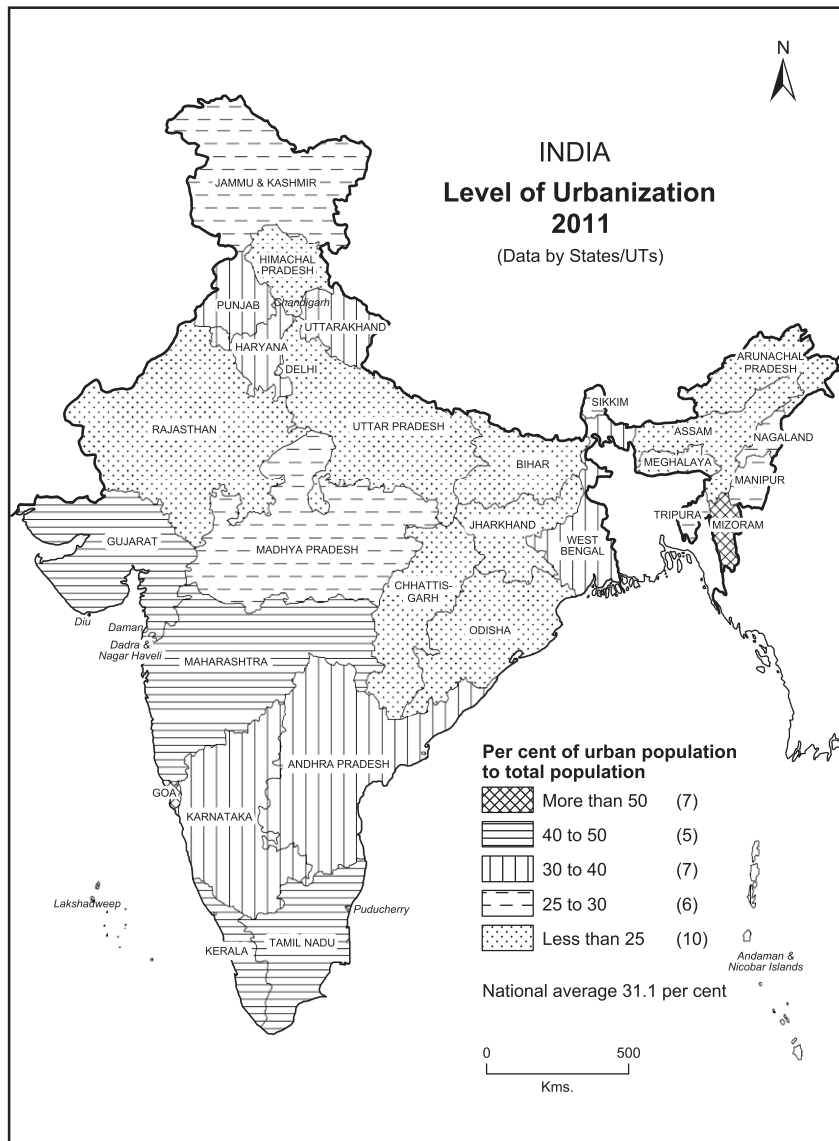 N
INDIA
Level of Urbanization
2011
(Data by States/UTs)
JAMMU & KASHMIR
HIMACHAL
PRADESH
PUNJAB
Chandigarh
UTTARAKHAND
HARYANA
DELHI
ARUNACHAL
PRADESH
SIKKIM
RAJASTHAN
UTTAR PRADESH
ASSAM
NAGALAND
BIHAR
MEGHALAYA
MANIPUR
TRIPURA
MIZORAM
JHARKHAND
WEST
BENGAL
GUJARAT
MADHYA PRADESH
CHHATTIS-
GARH
ODISHA
Diu
Daman
Dadra &
Nagar Haveli
MAHARASHTRA
ANDHRA PRADESH
GOA
KARNATAKA
Lakshadweep
Puducherry
KERALA
TAMIL NADU
Andaman &
Nicobar Islands
Per cent of urban population
to total population
More than 50 (7)
40 to 50 (5)
30 to 40 (7)
25 to 30 (6)
Less than 25 (10)
National average 31.1 per cent
0 500
Kms.